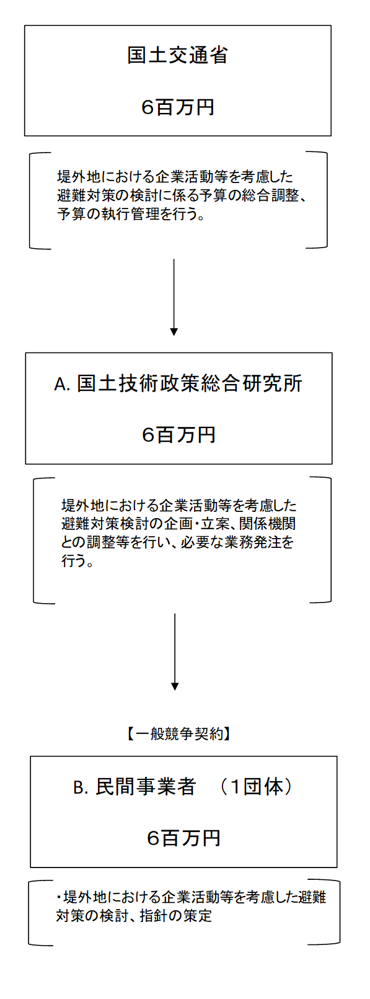 国土交通省
６百万円
堤外地における企業活動等を考慮した
避難対策の検討に係る予算の総合調整、
予算の執行管理を行う。
A. 国土技術政策総合研究所
６百万円
堤外地における企業活動等を考慮した
避難対策検討の企画・立案、関係機関
との調整等を行い、必要な業務発注を
行う。
【一般競争契約】
B. 民間事業者　（１団体）
６百万円
・堤外地における企業活動等を考慮した避難
対策の検討、指針の策定